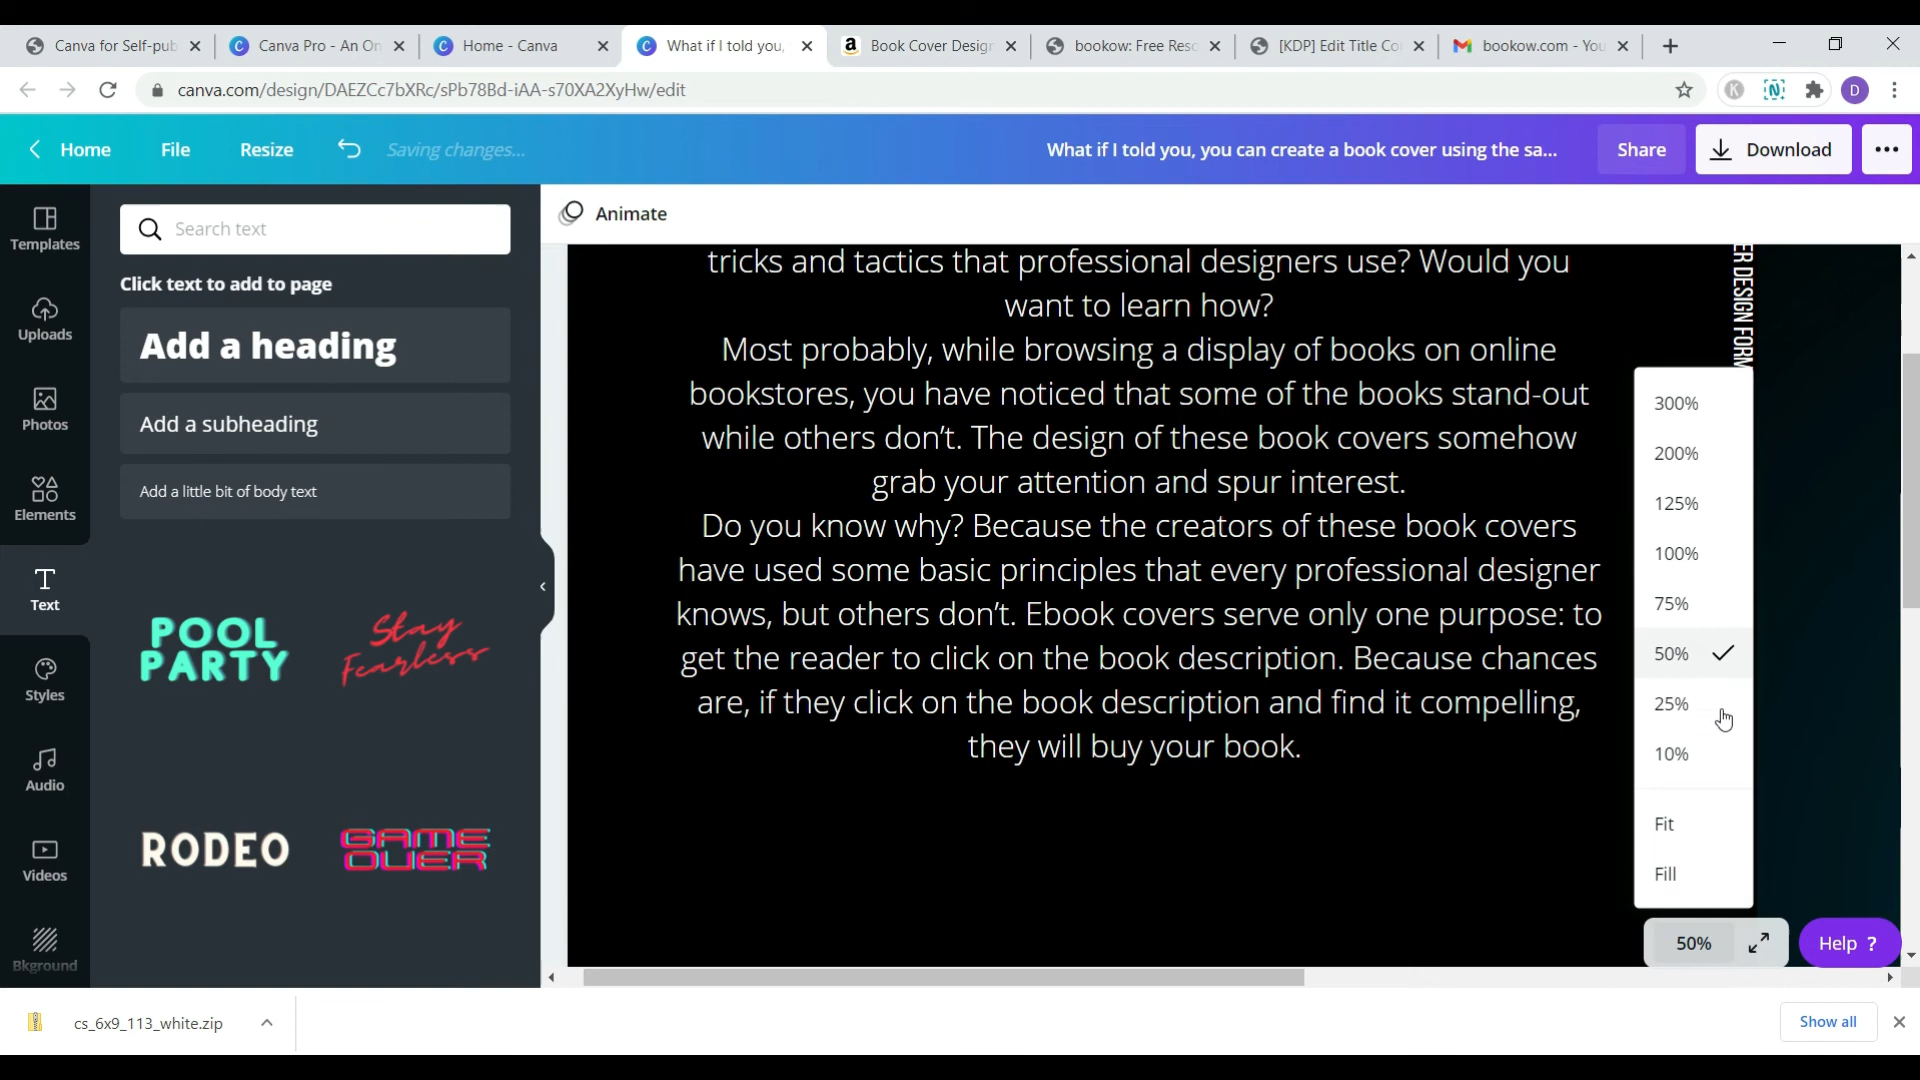 Canva for Self-pub
Canva Pro - An On
Home - Canva
What if I told you,
Book Cover Design
bookow: Free Reso
[KDP] Edit Title Co
bookow.com - You
canva.com/design/DAEZCc7bXRc/sPb78Bd-iAA-s70XA2XyHw/edit
D
Home
File
Resize
Saving changes...
What if I told you, you can create a book cover using the sa...
Share
Download
Templates
Uploads
Photos
Elements
Text
Styles
Audio
Videos
Bkground
Search text
Click text to add to page
Add a heading
Add a subheading
Add a little bit of body text
POOL
PARTY
Stay
Fearless
RODEO
GAME
OVER
Animate
tricks and tactics that professional designers use? Would you
want to learn how?
Most probably, while browsing a display of books on online
bookstores, you have noticed that some of the books stand-out
while others don't. The design of these book covers somehow
grab your attention and spur interest.
Do you know why? Because the creators of these book covers
have used some basic principles that every professional designer
knows, but others don't. Ebook covers serve only one purpose: to
get the reader to click on the book description. Because chances
are, if they click on the book description and find it compelling,
they will buy your book.
ER DESIGN FORM
300%
200%
125%
100%
75%
50%
25%
10%
Fit
Fill
50%
Help ?
cs_6x9_113_white.zip
Show all